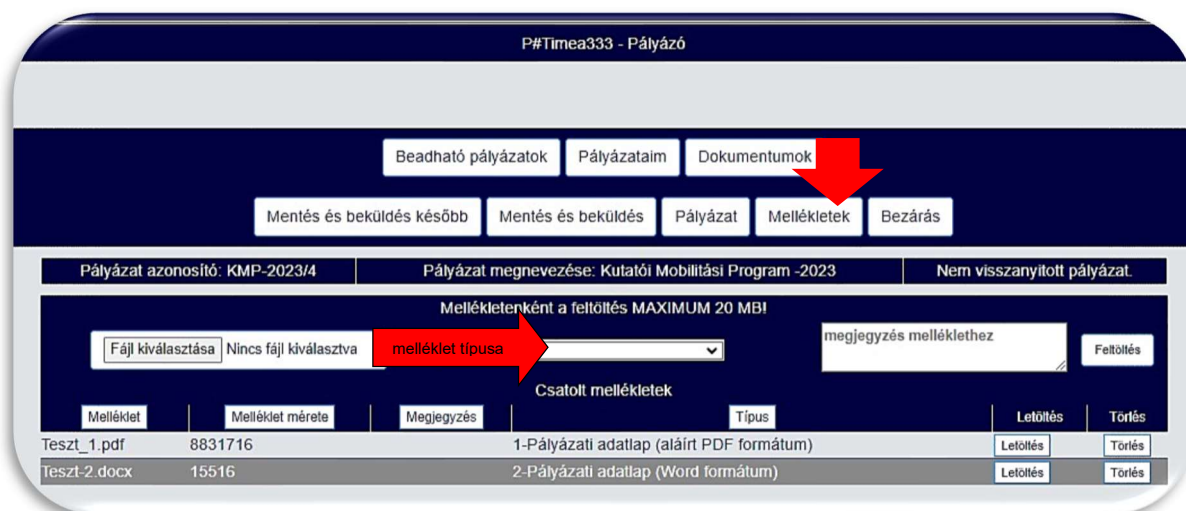 P#Timea333 - Pályázó
Beadható pályázatok Pályázataim Dokumentumok
Mentés és beküldés később Mentés és beküldés Pályázat Mellékletek Bezárás
Pályázat azonosító: KMP-2023/4 Pályázat megnevezése: Kutatói Mobilitási Program -2023 Nem visszanyitott pályázat.
Mellékletenként a feltöltés MAXIMUM 20 MB!
Fájl kiválasztása Nincs fájl kiválasztva melléklet típusa megjegyzés melléklethez Feltöltés
Csatolt mellékletek
Melléklet Melléklet mérete Megjegyzés Típus Letöltés Törlés
Teszt_1.pdf 8831716 1-Pályázati adatlap (aláírt PDF formátum) Letöltés Törlés
Teszt-2.docx 15516 2-Pályázati adatlap (Word formátum) Letöltés Törlés